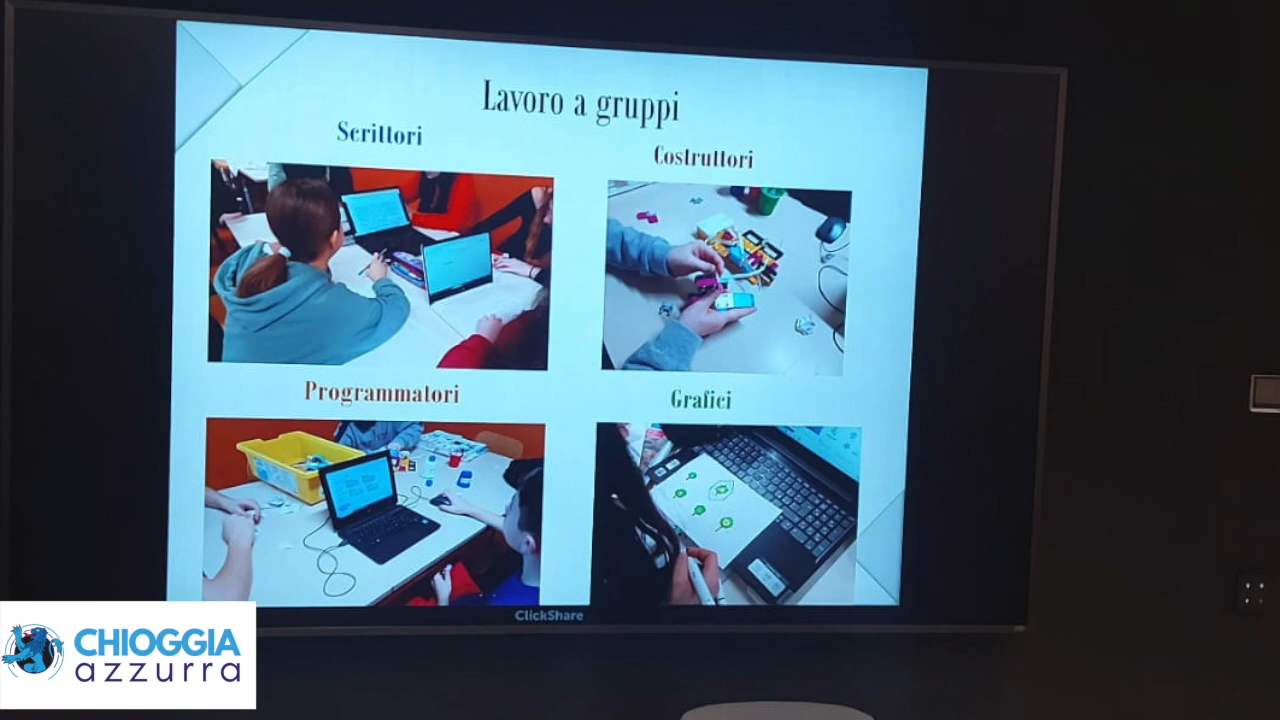 Lavoro a gruppi
Scrittori
Costruttori
Programmatori
Grafici
ClickShare
CHIOGGIA
azzurra